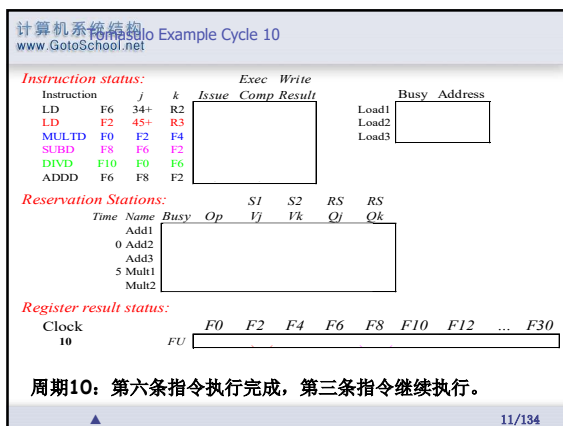 计算机系统结构
Tomasulo Example Cycle 10
www.GotoSchool.net
Instruction status: Exec Write
Instruction j k Issue Comp Result Busy Address
LD F6 34+ R2 Load1
LD F2 45+ R3 Load2
MULTD F0 F2 F4 Load3
SUBD F8 F6 F2
DIVD F10 F0 F6
ADDD F6 F8 F2
Reservation Stations: S1 S2 RS RS
Time Name Busy Op Vj Vk Qj Qk
Add1
0 Add2
Add3
5 Mult1
Mult2
Register result status:
Clock F0 F2 F4 F6 F8 F10 F12 ... F30
10 FU
周期10：第六条指令执行完成，第三条指令继续执行。
11/134